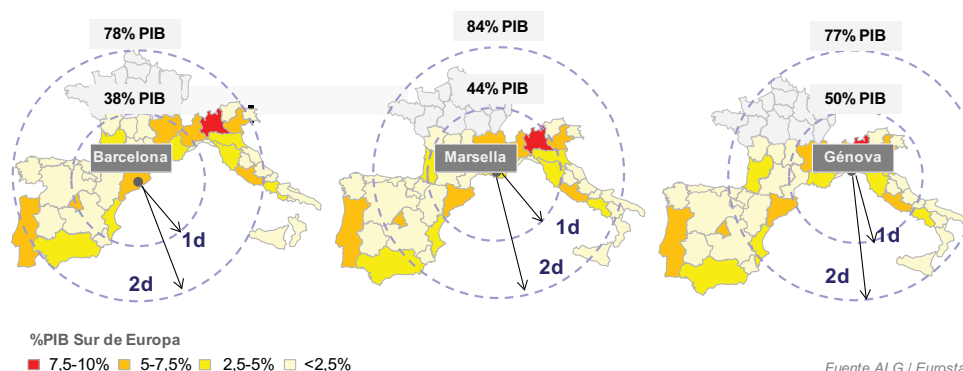 78% PIB
84% PIB
77% PIB
38% PIB
44% PIB
50% PIB
Barcelona
Marsella
Génova
1d
1d
1d
2d
2d
2d
%PIB Sur de Europa
7,5-10% 5-7,5% 2,5-5% <2,5%
Fuente ALG / Eurosta